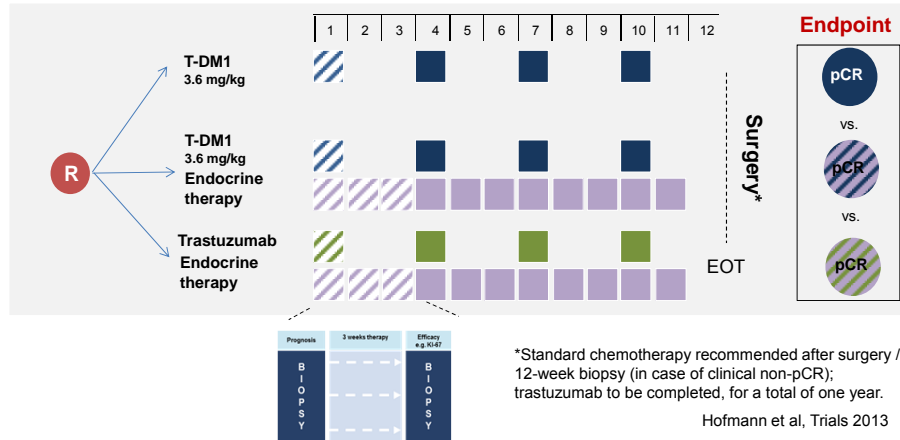 1 2 3 4 5 6 7 8 9 10 11 12
Endpoint
T-DM1
3.6 mg/kg
pCR
vs.
R
T-DM1
3.6 mg/kg
Endocrine
therapy
pCR
vs.
Trastuzumab
Endocrine
therapy
pCR
Surgery*
EOT
Prognosis
3 weeks therapy
Efficacy
e.g. KI-67
BIOPSY
BIOPSY
*Standard chemotherapy recommended after surgery /
12-week biopsy (in case of clinical non-pCR);
trastuzumab to be completed, for a total of one year.
Hofmann et al, Trials 2013